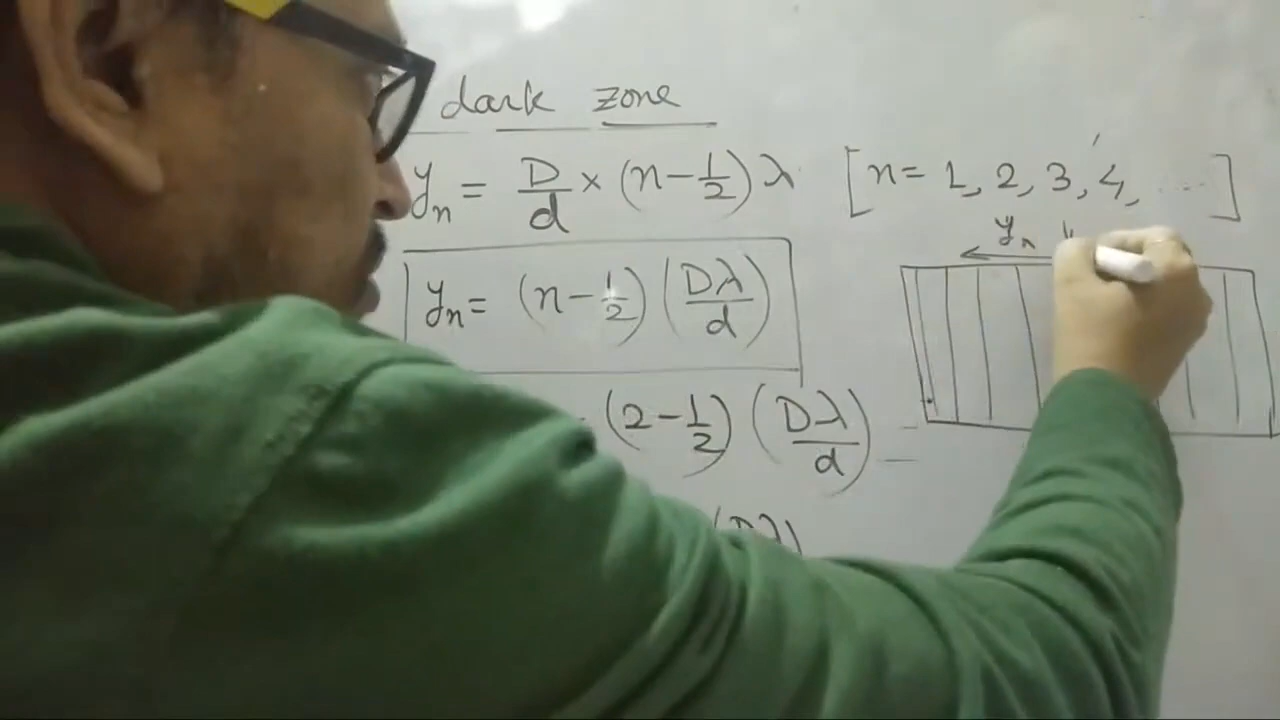 dark zone
yₙ = D/d × (n - 1/2) λ [n = 1, 2, 3, 4, ....]
yₙ
yₙ = (n - 1/2) (Dλ/d)
(2 - 1/2) (Dλ/d)